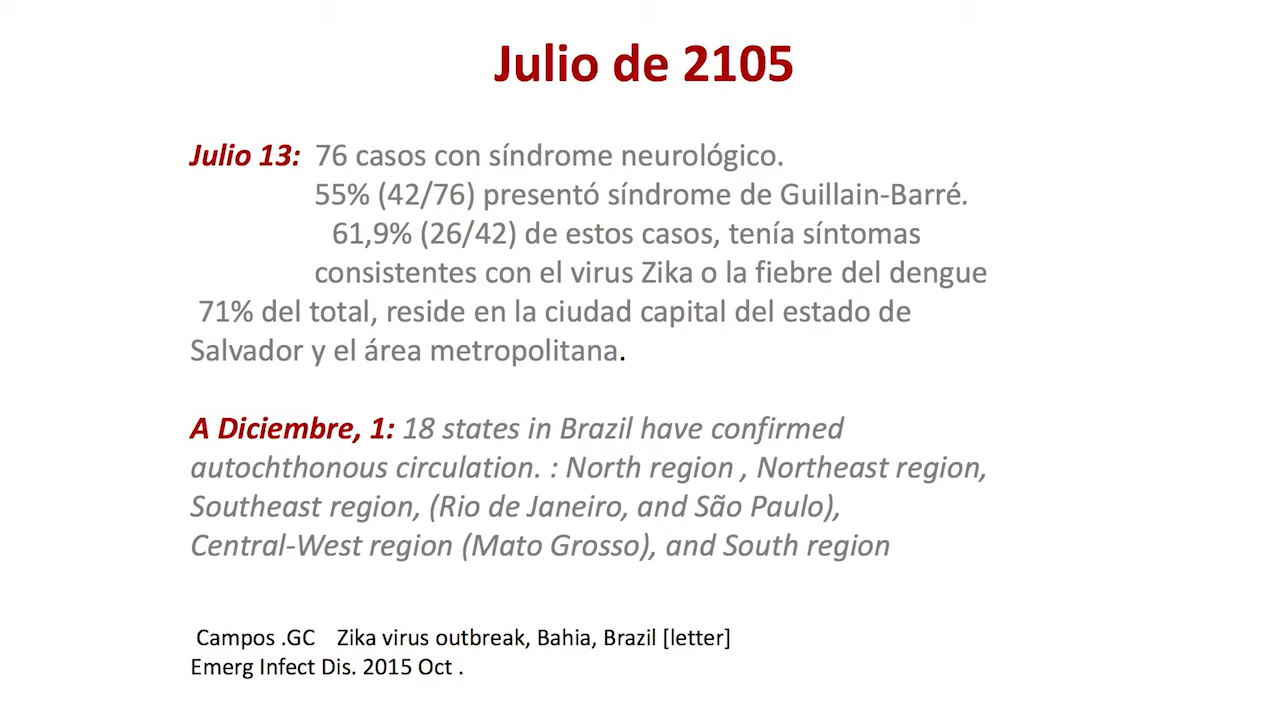 Julio de 2105
Julio 13: 76 casos con síndrome neurológico.
55% (42/76) presentó síndrome de Guillain-Barré.
61,9% (26/42) de estos casos, tenía síntomas
consistentes con el virus Zika o la fiebre del dengue
71% del total, reside en la ciudad capital del estado de
Salvador y el área metropolitana.
A Diciembre, 1: 18 states in Brazil have confirmed
autochthonous circulation. : North region , Northeast region,
Southeast region, (Rio de Janeiro, and São Paulo),
Central-West region (Mato Grosso), and South region
Campos .GC Zika virus outbreak, Bahia, Brazil [letter]
Emerg Infect Dis. 2015 Oct .